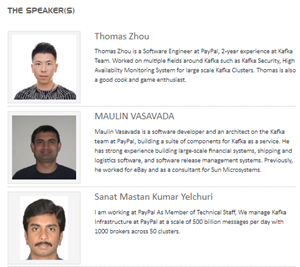 THE SPEAKER(S)
Thomas Zhou
Thomas Zhou is a Software Engineer at PayPal, 2-year experience at Kafka
Team. Worked on multiple fields around Kafka such as Kafka Security, High
Availability Monitoring System for large scale Kafka Clusters. Thomas is also
a good cook and game enthusiast.
MAULIN VASAVADA
Maulin Vasavada is a software developer and an architect on the Kafka
team at PayPal, building a suite of components for Kafka as a service. He
has strong experience building large-scale financial systems, shipping and
logistics software, and software release management systems. Previously,
he worked for eBay and as a consultant for Sun Microsystems.
Sanat Mastan Kumar Yelchuri
I am working at PayPal As Member of Technical Staff, We manage Kafka
Infrastructure at PayPal at a scale of 500 billion messages per day with
1000 brokers across 50 clusters.